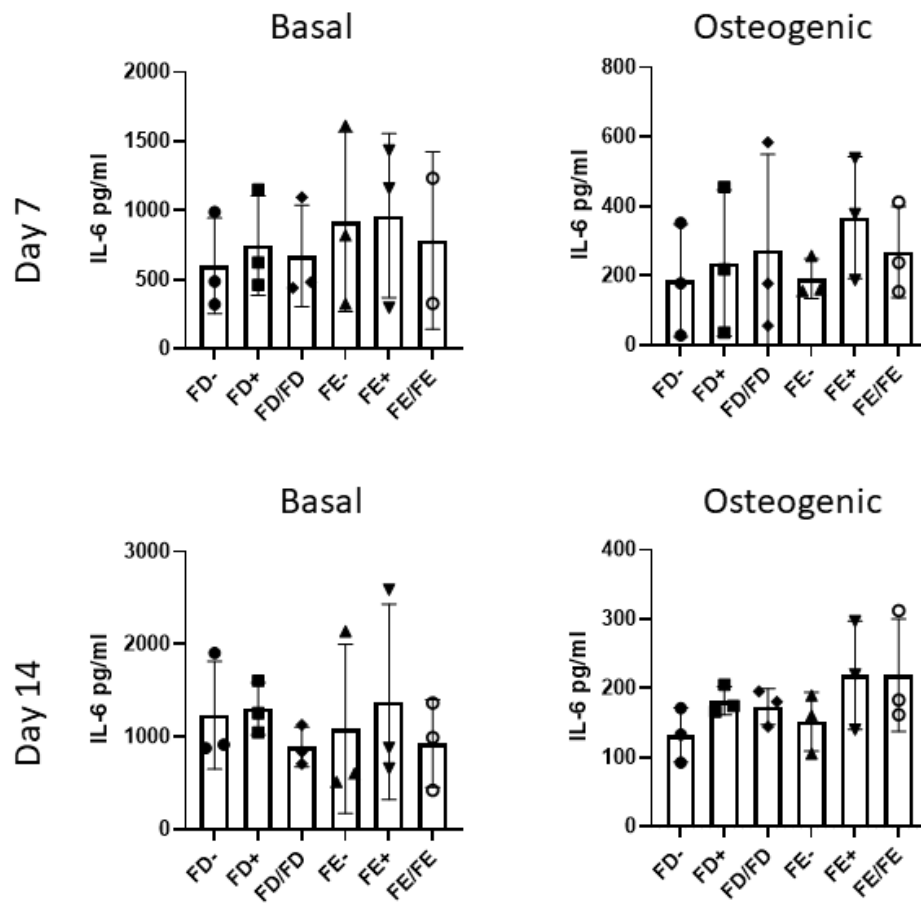 Basal
Osteogenic
Day 7
IL-6 pg/ml
2000
1500
1000
500
0
FD-
FD+
FD/FD
FE-
FE+
FE/FE
IL-6 pg/ml
800
600
400
200
0
FD-
FD+
FD/FD
FE-
FE+
FE/FE
Basal
Osteogenic
Day 14
IL-6 pg/ml
3000
2000
1000
0
FD-
FD+
FD/FD
FE-
FE+
FE/FE
IL-6 pg/ml
400
300
200
100
0
FD-
FD+
FD/FD
FE-
FE+
FE/FE